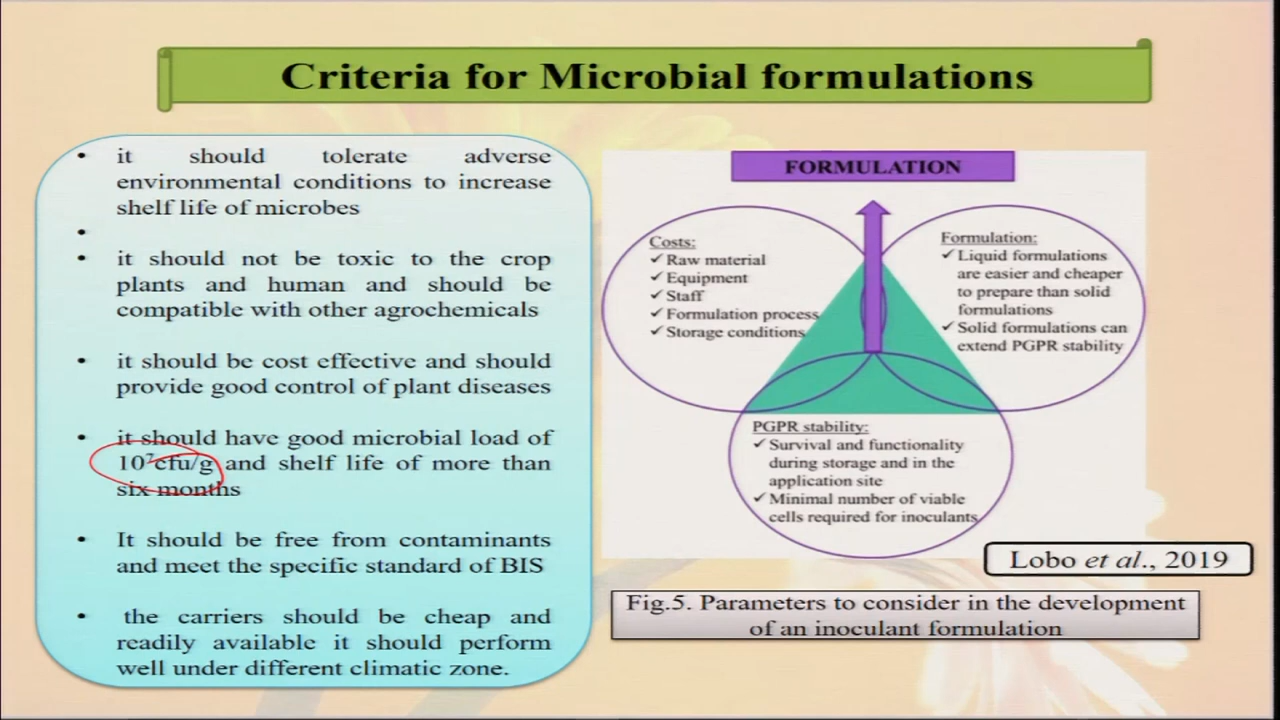 Criteria for Microbial formulations
• it should tolerate adverse
environmental conditions to increase
shelf life of microbes
•
• it should not be toxic to the crop
plants and human and should be
compatible with other agrochemicals
• it should be cost effective and should
provide good control of plant diseases
• it should have good microbial load of
10⁷cfu/g and shelf life of more than
six months
• It should be free from contaminants
and meet the specific standard of BIS
• the carriers should be cheap and
readily available it should perform
well under different climatic zone.
FORMULATION
Costs:
✓ Raw material
✓ Equipment
✓ Staff
✓ Formulation process
✓ Storage conditions
Formulation:
✓ Liquid formulations
are easier and cheaper
to prepare than solid
formulations
✓ Solid formulations can
extend PGPR stability
PGPR stability:
✓ Survival and functionality
during storage and in the
application site
✓ Minimal number of viable
cells required for inoculants
Lobo et al., 2019
Fig.5. Parameters to consider in the development
of an inoculant formulation